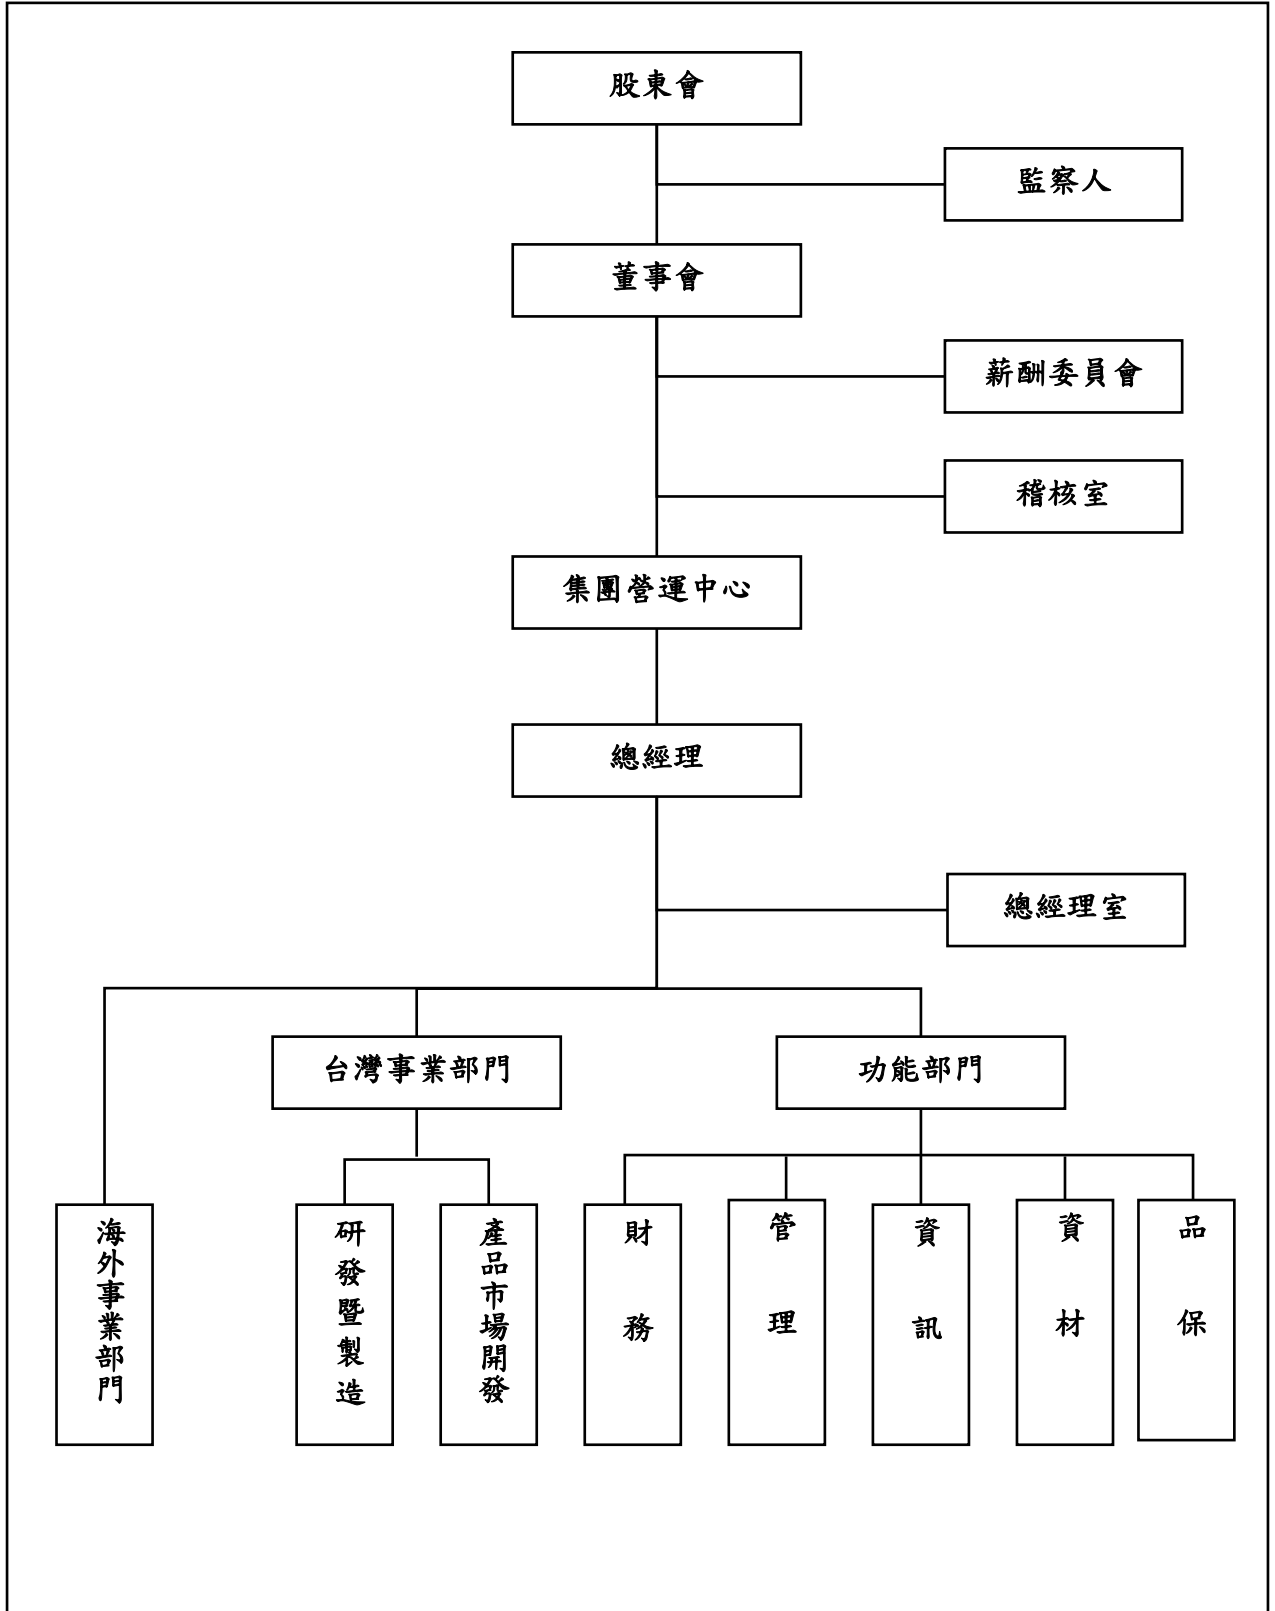 股東會
監察人
董事會
薪酬委員會
稽核室
集團營運中心
總經理
總經理室
台灣事業部門
功能部門
海外事業部門
研發暨製造
產品市場開發
財務
管理
資訊
資材
品保